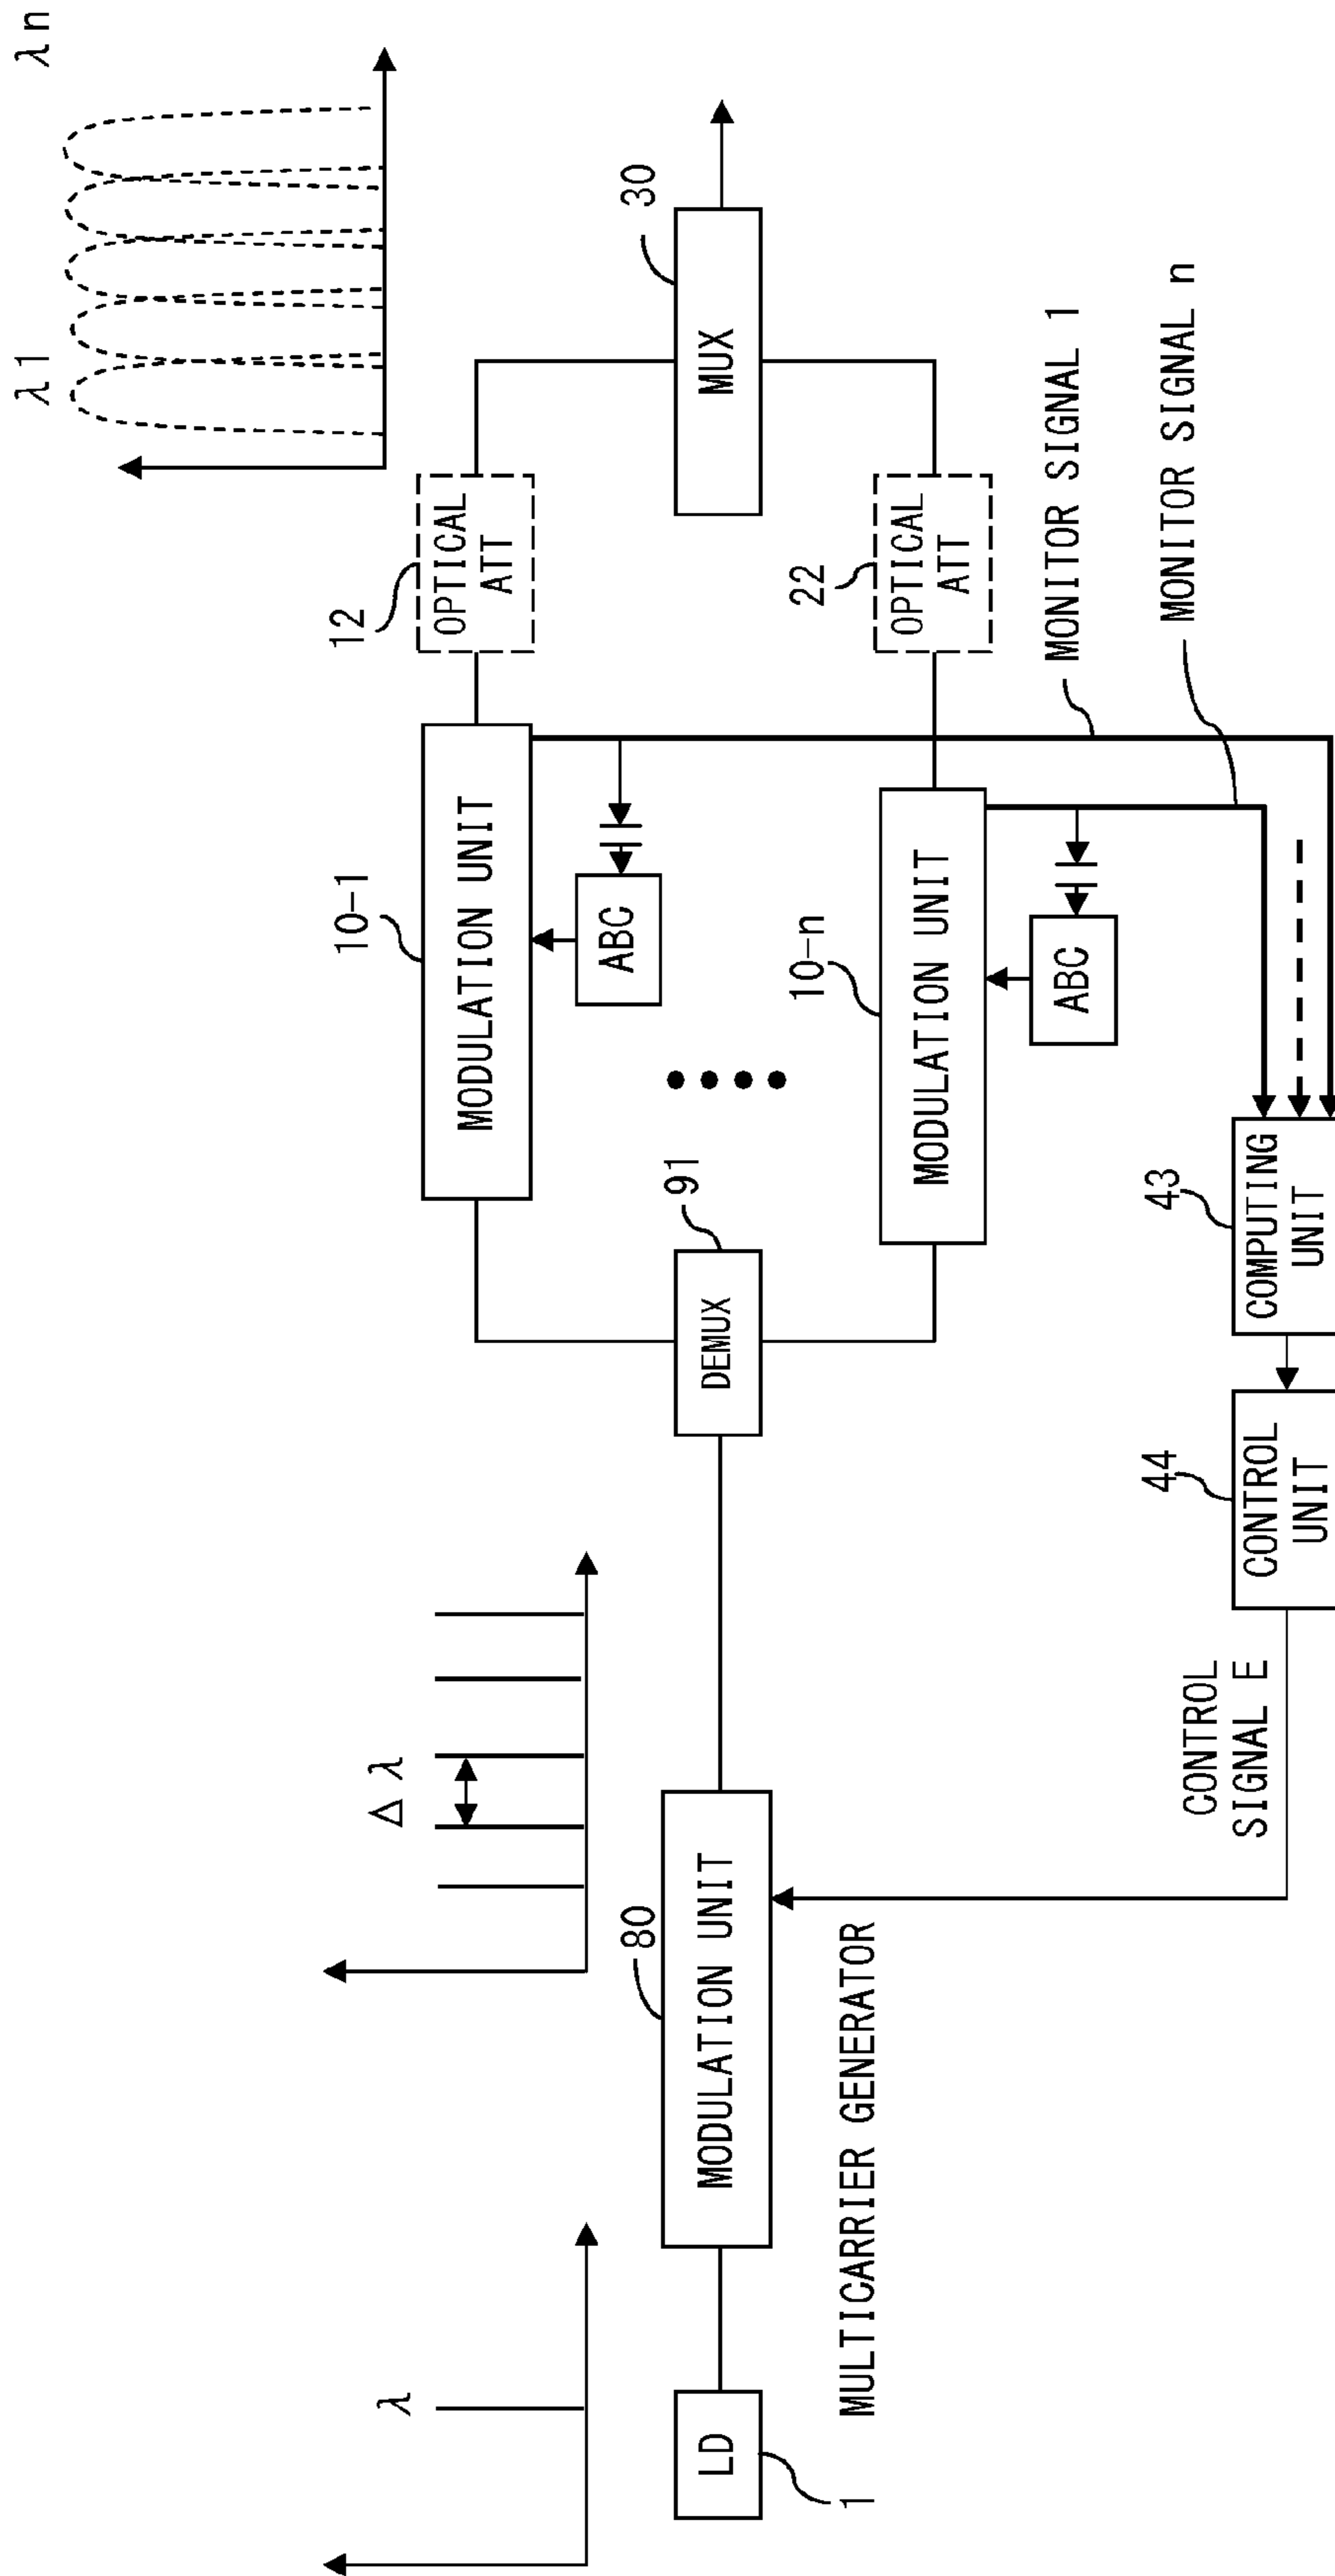 λ
Δλ
λ1
λn
LD
1
MODULATION UNIT
80
MULTICARRIER GENERATOR
DEMUX
91
MODULATION UNIT
10-1
ABC
OPTICAL
ATT
12
MODULATION UNIT
10-n
ABC
OPTICAL
ATT
22
MUX
30
MONITOR SIGNAL 1
MONITOR SIGNAL n
COMPUTING
UNIT
43
CONTROL
UNIT
44
CONTROL
SIGNAL E